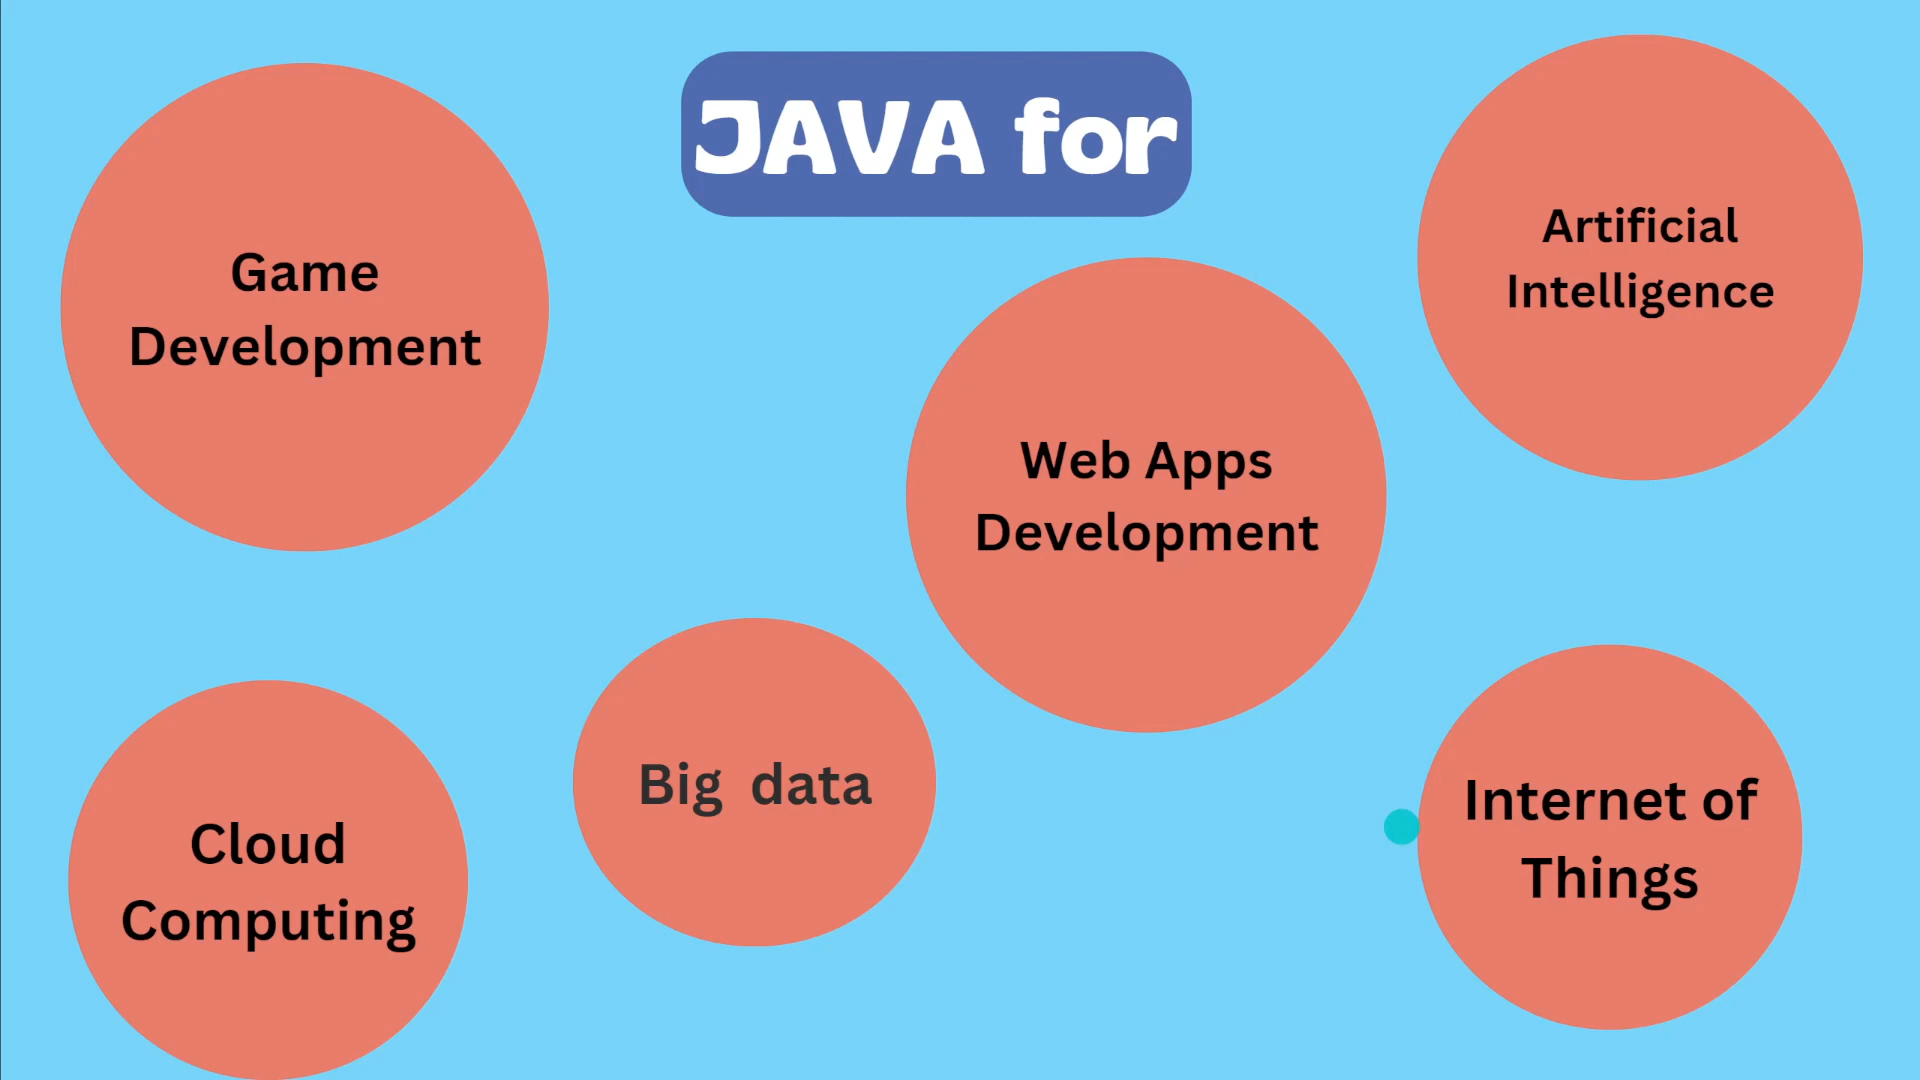 JAVA for
Game
Development
Artificial
Intelligence
Web Apps
Development
Big  data
Cloud
Computing
Internet of
Things